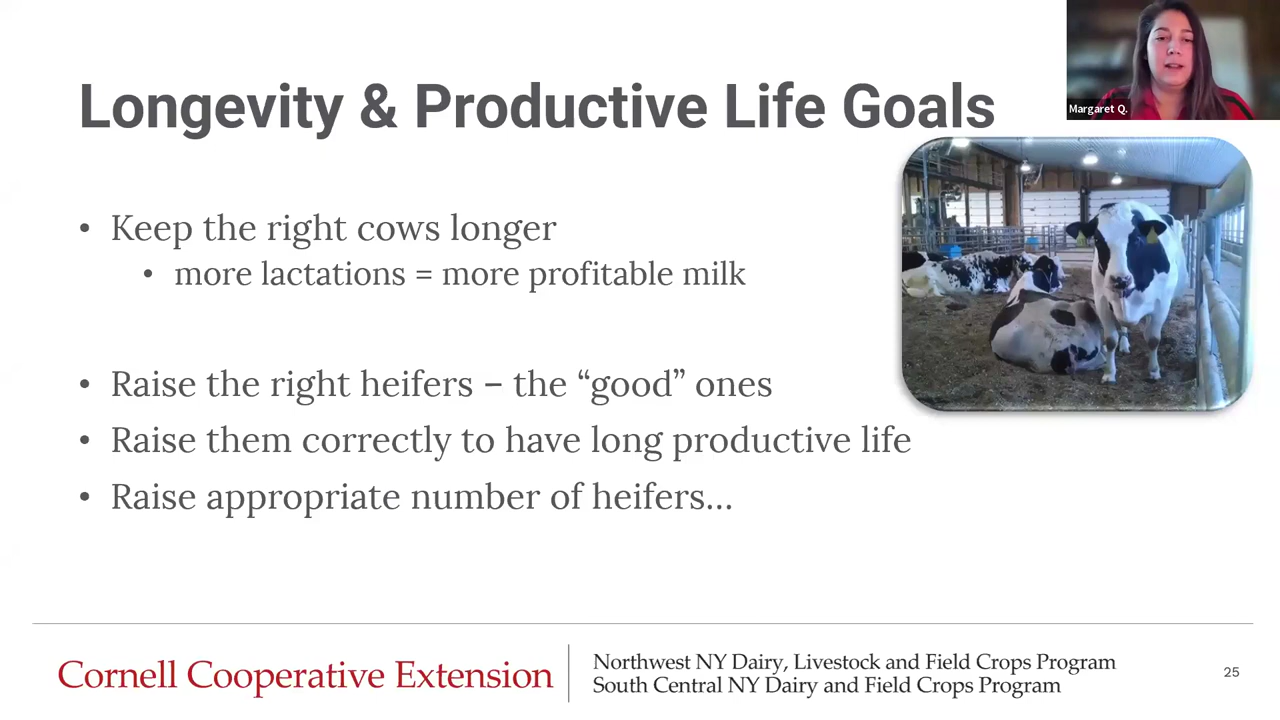 Longevity & Productive Life Goals
Margaret Q.
• Keep the right cows longer
• more lactations = more profitable milk
• Raise the right heifers – the “good” ones
• Raise them correctly to have long productive life
• Raise appropriate number of heifers...
Cornell Cooperative Extension
Northwest NY Dairy, Livestock and Field Crops Program
South Central NY Dairy and Field Crops Program
25